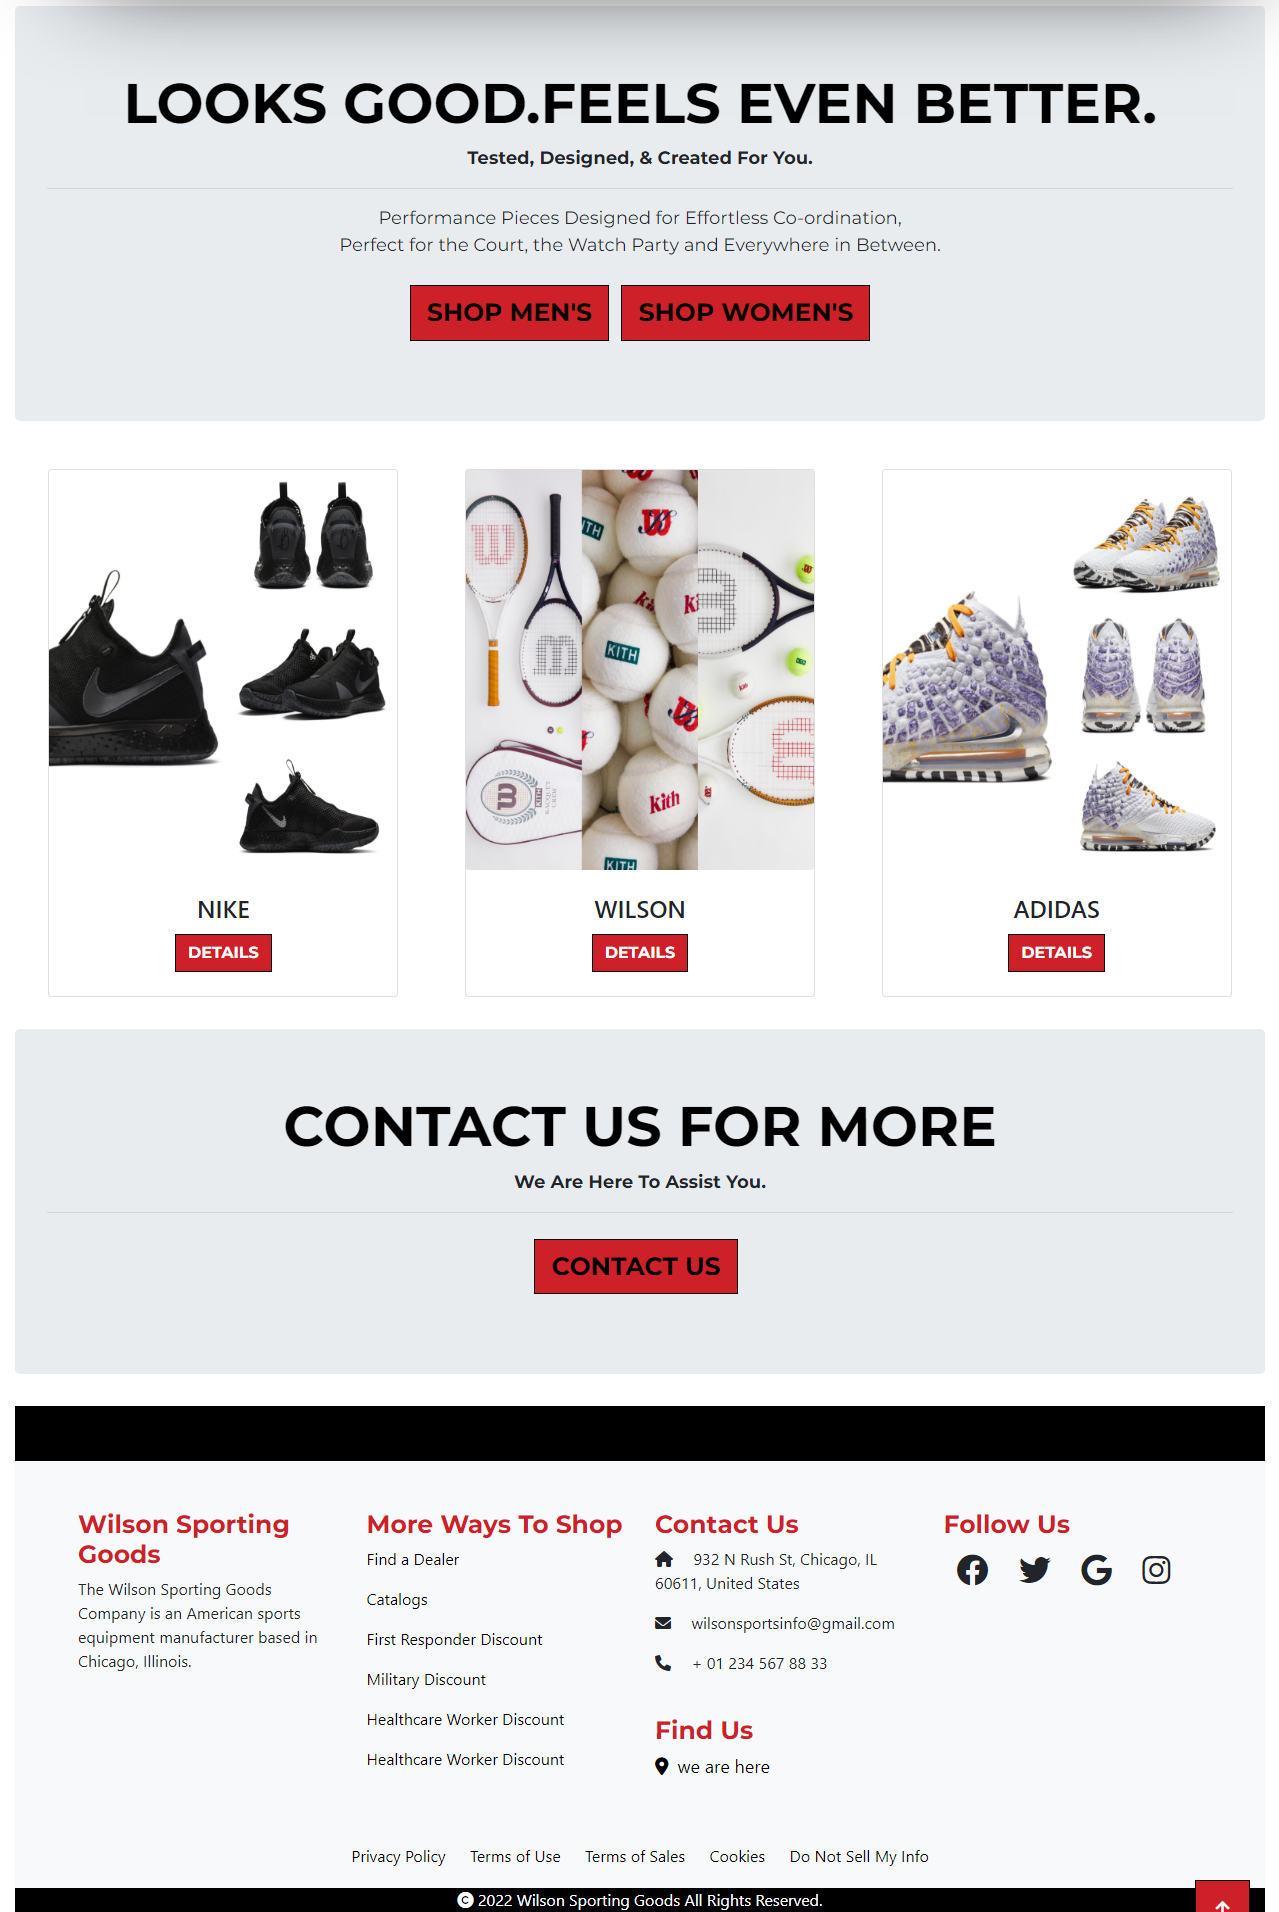 LOOKS GOOD.FEELS EVEN BETTER.
Tested, Designed, & Created For You.
Performance Pieces Designed for Effortless Co-ordination,
Perfect for the Court, the Watch Party and Everywhere in Between.
SHOP MEN'S
SHOP WOMEN'S
KITH
KITH
Kith
KITH
NIKE
DETAILS
WILSON
DETAILS
ADIDAS
DETAILS
CONTACT US FOR MORE
We Are Here To Assist You.
CONTACT US
Wilson Sporting
Goods
The Wilson Sporting Goods
Company is an American sports
equipment manufacturer based in
Chicago, Illinois.
More Ways To Shop
Find a Dealer
Catalogs
First Responder Discount
Military Discount
Healthcare Worker Discount
Healthcare Worker Discount
Contact Us
932 N Rush St, Chicago, IL
60611, United States
wilsonsportsinfo@gmail.com
+ 01 234 567 88 33
Find Us
we are here
Follow Us
Privacy Policy
Terms of Use
Terms of Sales
Cookies
Do Not Sell My Info
© 2022 Wilson Sporting Goods All Rights Reserved.